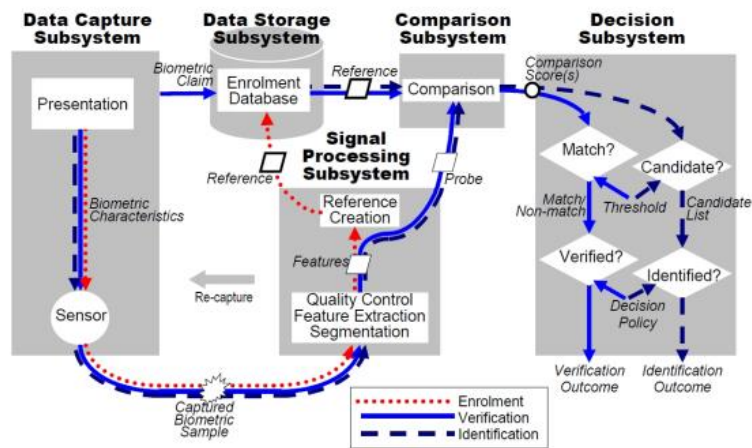 Data Capture
Subsystem
Data Storage
Subsystem
Comparison
Subsystem
Decision
Subsystem
Presentation
Biometric
Claim
Enrolment
Database
Reference
Comparison
Comparison
Score(s)
Signal
Processing
Subsystem
Reference
Probe
Match?
Candidate?
Biometric
Characteristics
Reference
Creation
Match/
Non-match
Threshold
Candidate
List
Features
Verified?
Identified?
Re-capture
Sensor
Quality Control
Feature Extraction
Segmentation
Decision
Policy
Captured
Biometric
Sample
Verification
Outcome
Identification
Outcome
Enrolment
Verification
Identification